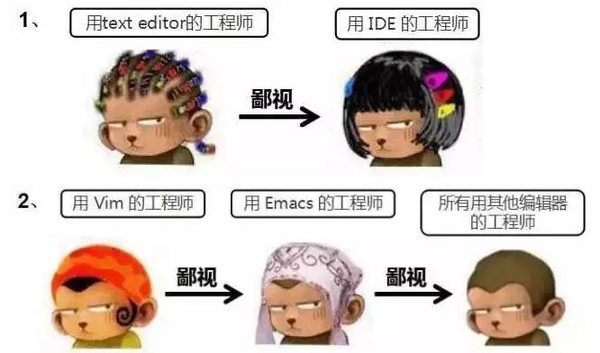 1、
用text editor的工程师
用 IDE 的工程师
鄙视
2、
用 Vim 的工程师
用 Emacs 的工程师
所有用其他编辑器
的工程师
鄙视
鄙视